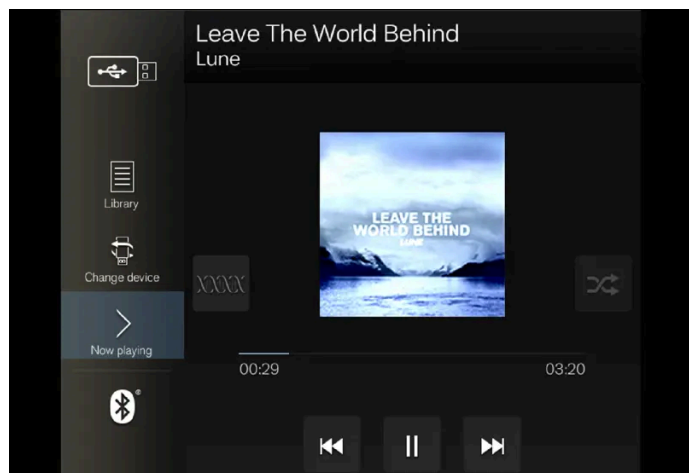 Leave The World Behind
Lune
Library
LEAVE THE
WORLD BEHIND
LUNE
Change device
XXXX
Now playing
00:29
03:20